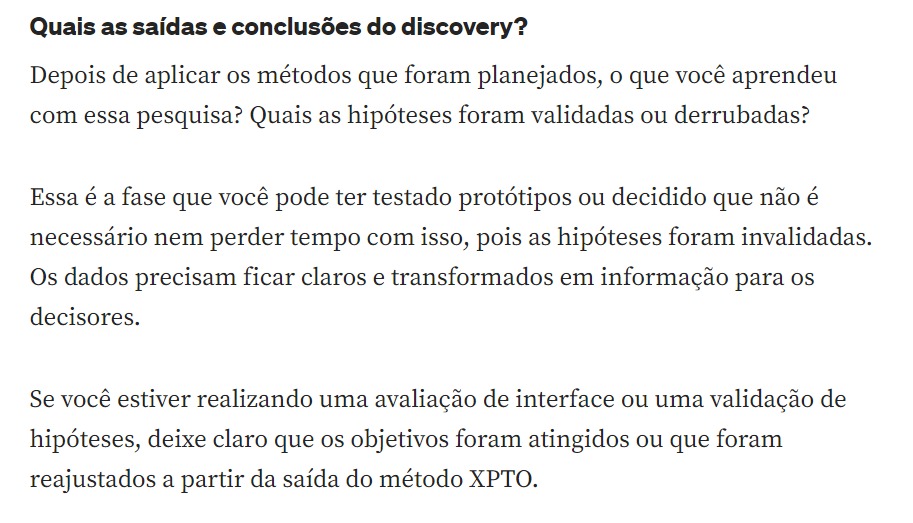 Quais as saídas e conclusões do discovery?
Depois de aplicar os métodos que foram planejados, o que você aprendeu
com essa pesquisa? Quais as hipóteses foram validadas ou derrubadas?
Essa é a fase que você pode ter testado protótipos ou decidido que não é
necessário nem perder tempo com isso, pois as hipóteses foram invalidadas.
Os dados precisam ficar claros e transformados em informação para os
decisores.
Se você estiver realizando uma avaliação de interface ou uma validação de
hipóteses, deixe claro que os objetivos foram atingidos ou que foram
reajustados a partir da saída do método XPTO.